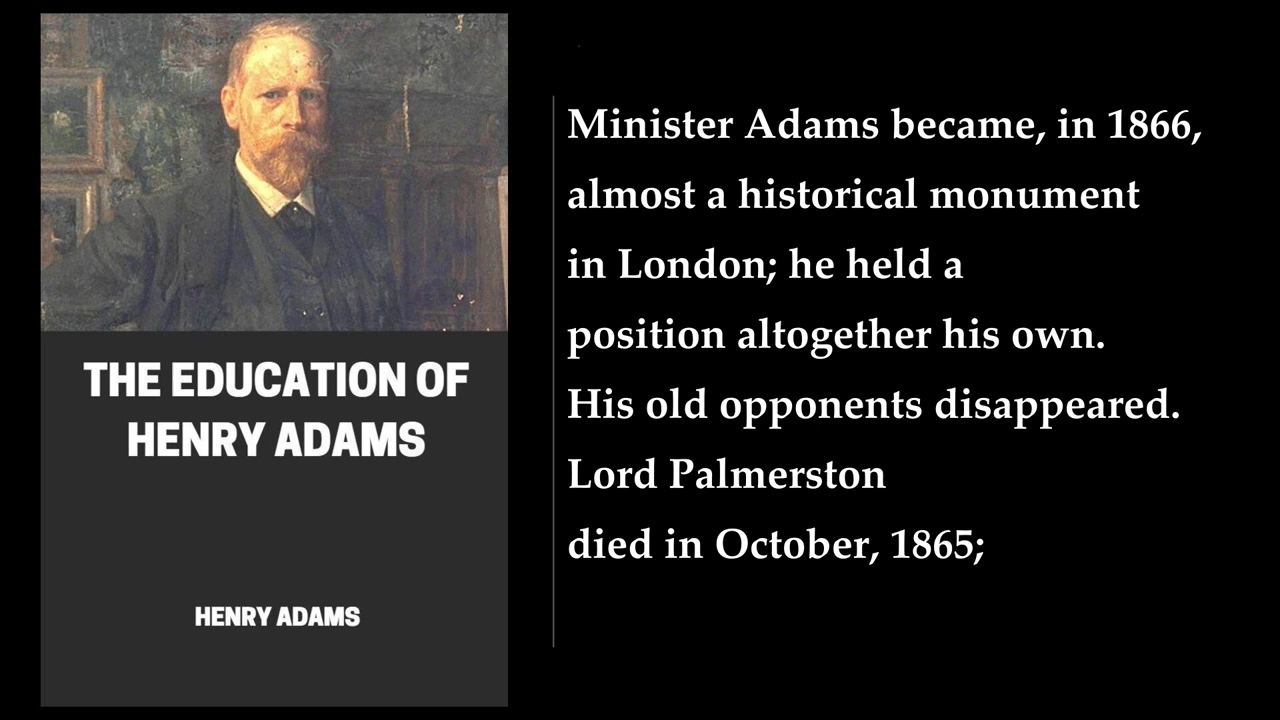 THE EDUCATION OF
HENRY ADAMS
HENRY ADAMS
Minister Adams became, in 1866,
almost a historical monument
in London; he held a
position altogether his own.
His old opponents disappeared.
Lord Palmerston
died in October, 1865;